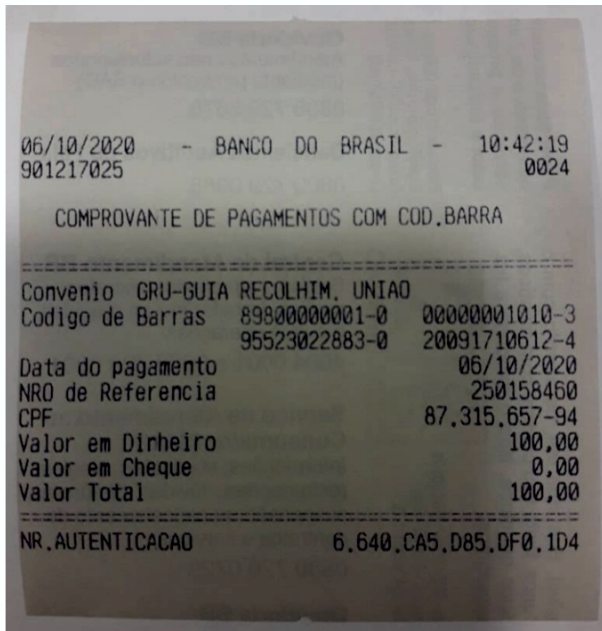 06/10/2020 - BANCO DO BRASIL - 10:42:19
901217025 0024
COMPROVANTE DE PAGAMENTOS COM COD.BARRA
Convenio GRU-GUIA RECOLHIM. UNIAO
Codigo de Barras 89800000001-0 00000001010-3
95523022883-0 20091710612-4
Data do pagamento 06/10/2020
NRO de Referencia 250158460
CPF 87.315.657-94
Valor em Dinheiro 100,00
Valor em Cheque 0,00
Valor Total 100,00
NR.AUTENTICACAO 6.640.CA5.D85.DF0.1D4